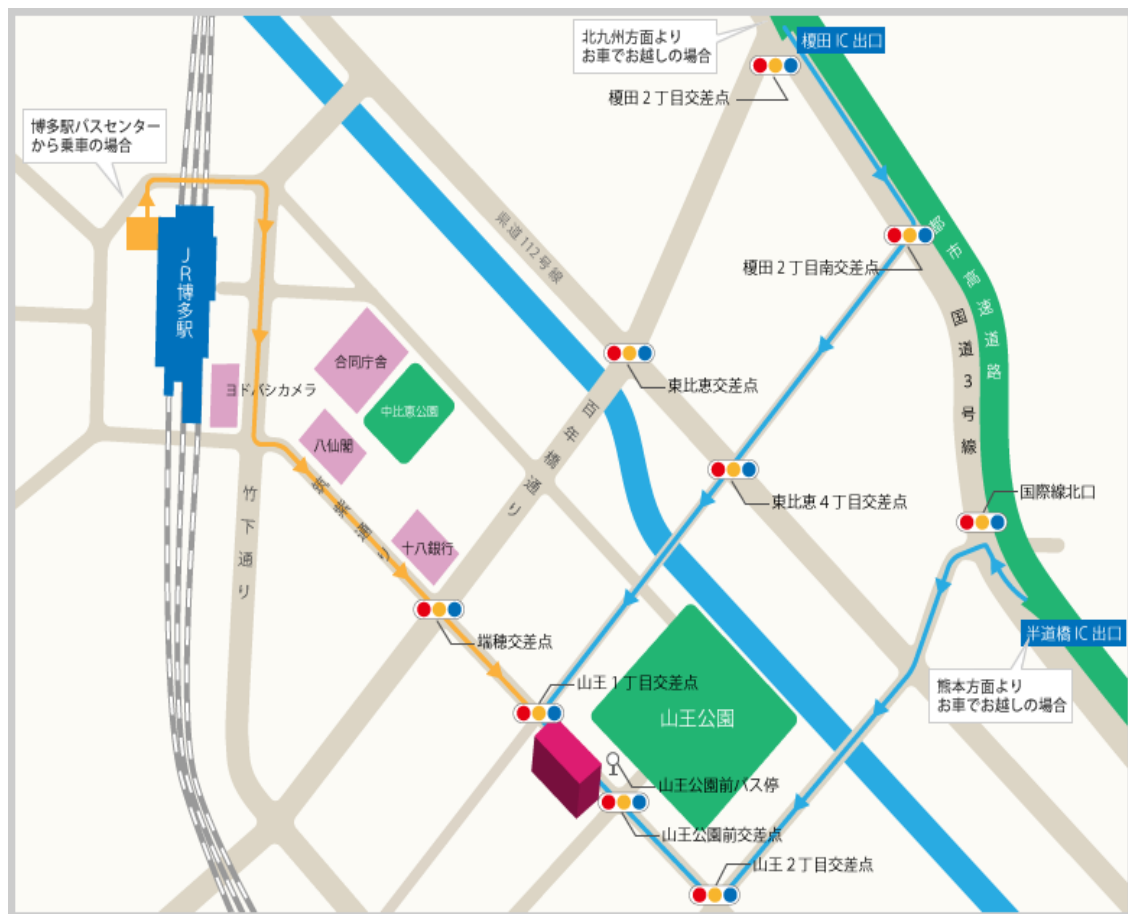 北九州方面より
お車でお越しの場合
榎田IC出口
榎田2丁目交差点
博多駅バスセンター
から乗車の場合
県道112号線
都市高速道路
榎田2丁目南交差点
JR博多駅
国道3号線
合同庁舎
東比恵交差点
ヨドバシカメラ
中比恵公園
百年橋通り
八仙閣
筑紫通り
竹下通り
東比恵4丁目交差点
国際線北口
十八銀行
端穂交差点
半道橋IC出口
山王1丁目交差点
熊本方面より
お車でお越しの場合
山王公園
山王公園前バス停
山王公園前交差点
山王2丁目交差点